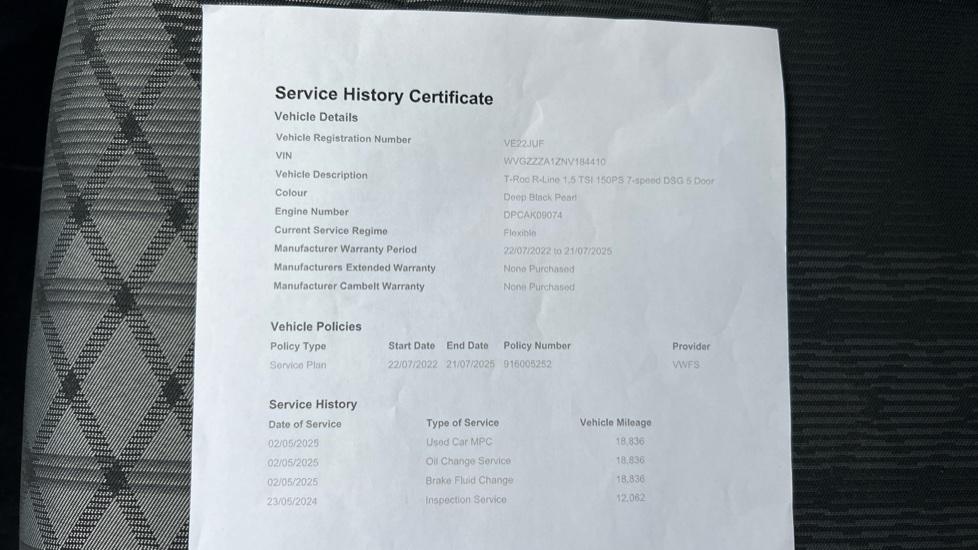 Service History Certificate
Vehicle Details
Vehicle Registration Number VE22JUF
VIN WVGZZZA1ZNV184410
Vehicle Description T-Roc R-Line 1.5 TSI 150PS 7-speed DSG 5 Door
Colour Deep Black Pearl
Engine Number DPCAK09074
Current Service Regime Flexible
Manufacturer Warranty Period 22/07/2022 to 21/07/2025
Manufacturers Extended Warranty None Purchased
Manufacturer Cambelt Warranty None Purchased
Vehicle Policies
Policy Type Start Date End Date Policy Number Provider
Service Plan 22/07/2022 21/07/2025 916005252 VWFS
Service History
Date of Service Type of Service Vehicle Mileage
02/05/2025 Used Car MPC 18,836
02/05/2025 Oil Change Service 18,836
02/05/2025 Brake Fluid Change 18,836
23/05/2024 Inspection Service 12,062